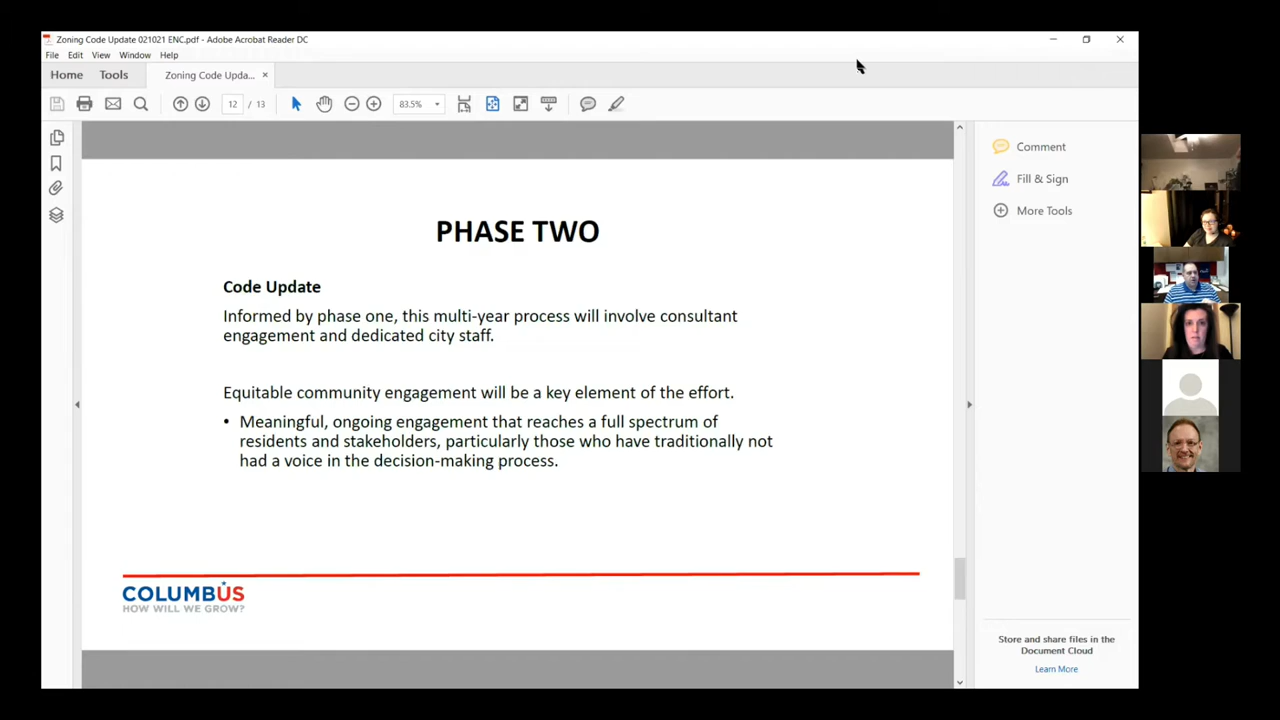 Zoning Code Update 021021 ENC.pdf - Adobe Acrobat Reader DC
File Edit View Window Help
Home Tools Zoning Code Upda... ×
12 / 13 83.5%
Comment
Fill & Sign
More Tools
PHASE TWO
Code Update
Informed by phase one, this multi-year process will involve consultant
engagement and dedicated city staff.
Equitable community engagement will be a key element of the effort.
• Meaningful, ongoing engagement that reaches a full spectrum of
residents and stakeholders, particularly those who have traditionally not
had a voice in the decision-making process.
COLUMBUS
HOW WILL WE GROW?
Store and share files in the
Document Cloud
Learn More